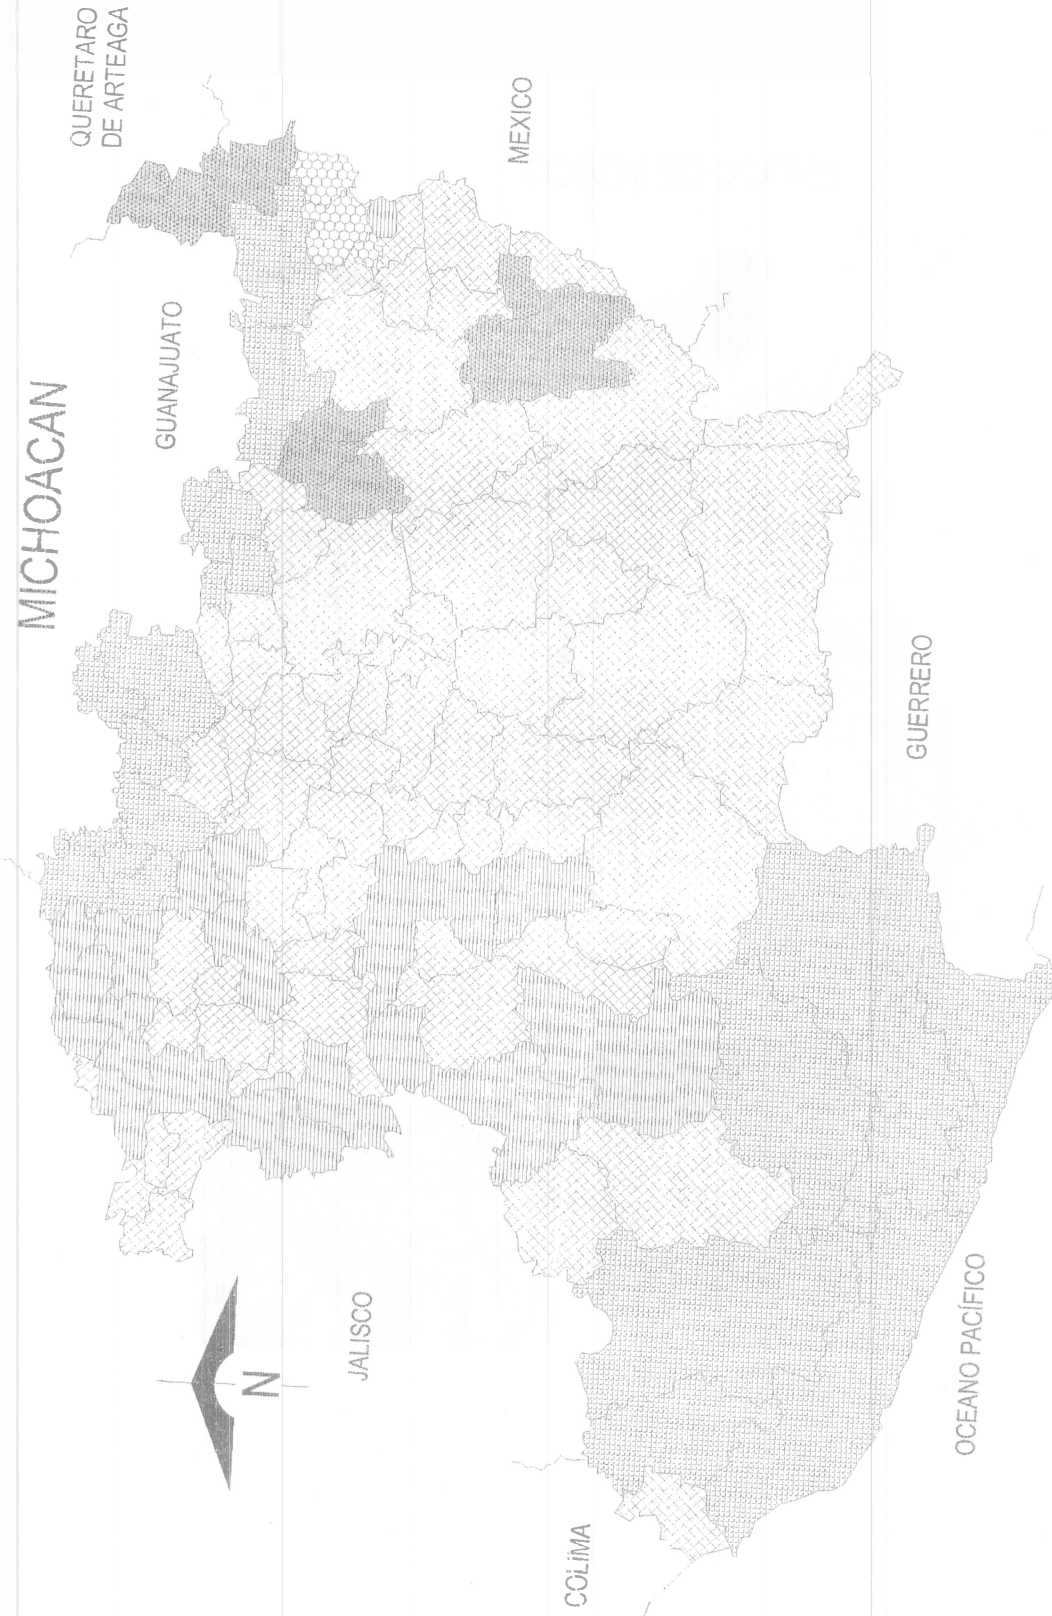 MICHOACAN
QUERETARO
DE ARTEAGA
GUANAJUATO
MEXICO
JALISCO
N
COLIMA
GUERRERO
OCEANO PACÍFICO